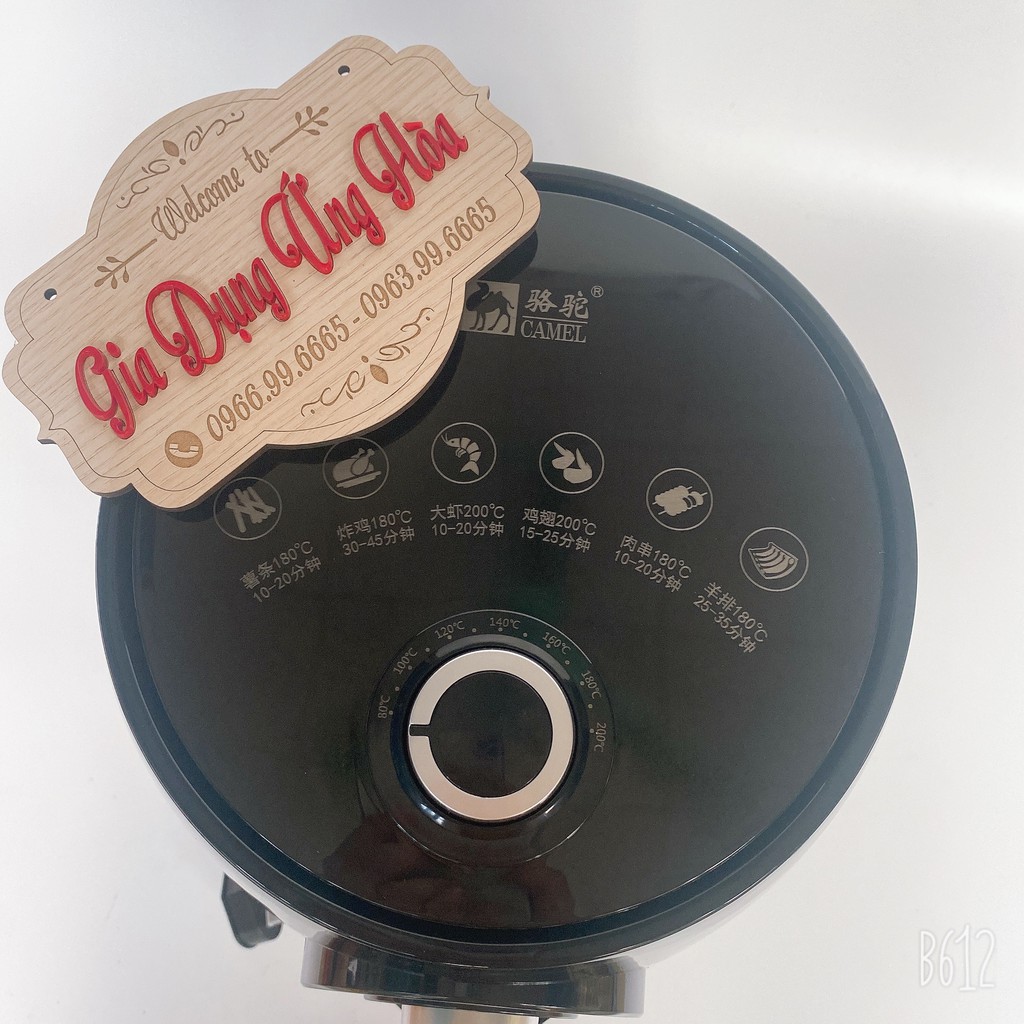 Welcome to
Gia Dụng Ứng Hòa
0966.99.6665 - 0963.99.6665
骆驼®
CAMEL
薯条180℃
10-20分钟
炸鸡180℃
30-45分钟
大虾200℃
10-20分钟
鸡翅200℃
15-25分钟
肉串180℃
10-20分钟
羊排180℃
25-35分钟
80℃
100℃
120℃
140℃
160℃
180℃
200℃
B612